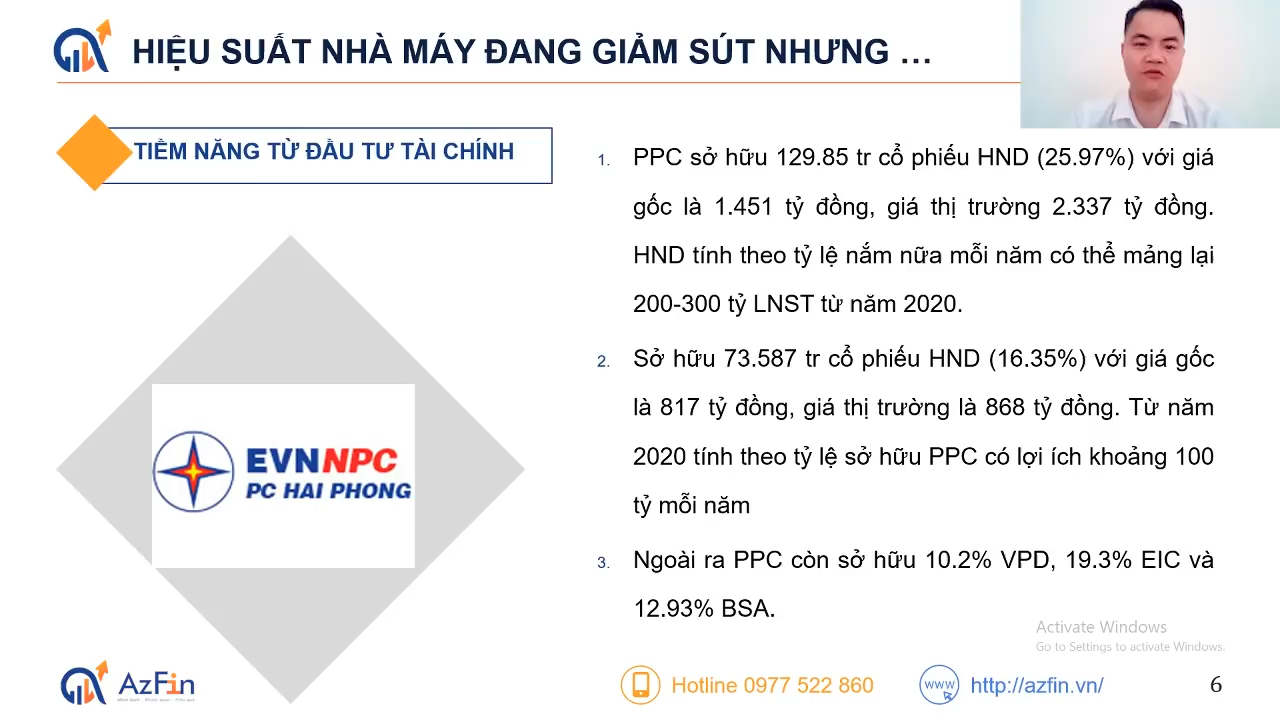 HIỆU SUẤT NHÀ MÁY ĐANG GIẢM SÚT NHƯNG ...
TIỀM NĂNG TỪ ĐẦU TƯ TÀI CHÍNH
1. PPC sở hữu 129.85 tr cổ phiếu HND (25.97%) với giá
gốc là 1.451 tỷ đồng, giá thị trường 2.337 tỷ đồng.
HND tính theo tỷ lệ nắm nữa mỗi năm có thể mảng lại
200-300 tỷ LNST từ năm 2020.
2. Sở hữu 73.587 tr cổ phiếu HND (16.35%) với giá gốc
là 817 tỷ đồng, giá thị trường là 868 tỷ đồng. Từ năm
2020 tính theo tỷ lệ sở hữu PPC có lợi ích khoảng 100
tỷ mỗi năm
3. Ngoài ra PPC còn sở hữu 10.2% VPD, 19.3% EIC và
12.93% BSA.
EVNNPC
PC HAI PHONG
Activate Windows
Go to Settings to activate Windows.
AzFin
Hotline 0977 522 860
www
http://azfin.vn/
6